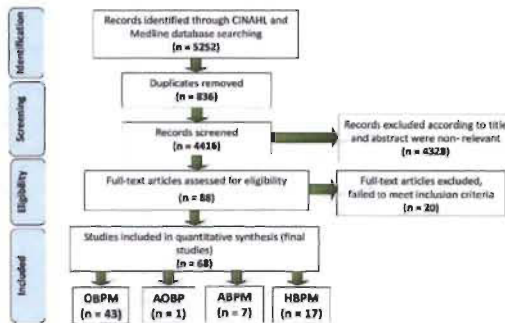 Identification
Records identified through CINAHL and
Medline database searching
(n = 5252)
Duplicates removed
(n = 836)
Screening
Records screened
(n = 4416)
Records excluded according to title
and abstract were non- relevant
(n = 4328)
Eligibility
Full-text articles assessed for eligibility
(n = 88)
Full-text articles excluded,
failed to meet inclusion criteria
(n = 20)
Included
Studies included in quantitative synthesis (final
studies)
(n = 68)
OBPM
(n = 43)
AOBP
(n = 1)
ABPM
(n = 7)
HBPM
(n = 17)